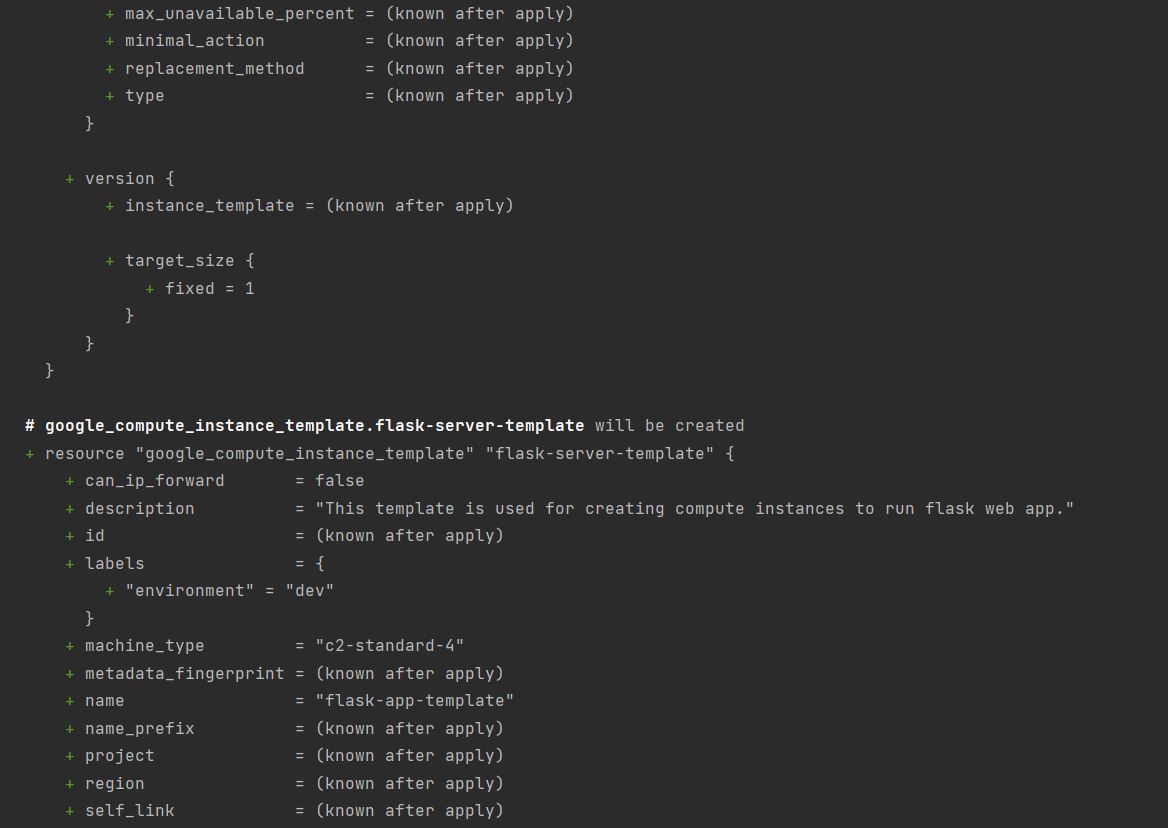 + max_unavailable_percent = (known after apply)
+ minimal_action          = (known after apply)
+ replacement_method      = (known after apply)
+ type                    = (known after apply)
}
+ version {
+ instance_template = (known after apply)
+ target_size {
+ fixed = 1
}
}
}
# google_compute_instance_template.flask-server-template will be created
+ resource "google_compute_instance_template" "flask-server-template" {
+ can_ip_forward       = false
+ description          = "This template is used for creating compute instances to run flask web app."
+ id                   = (known after apply)
+ labels               = {
+ "environment" = "dev"
}
+ machine_type         = "c2-standard-4"
+ metadata_fingerprint = (known after apply)
+ name                 = "flask-app-template"
+ name_prefix          = (known after apply)
+ project              = (known after apply)
+ region               = (known after apply)
+ self_link            = (known after apply)